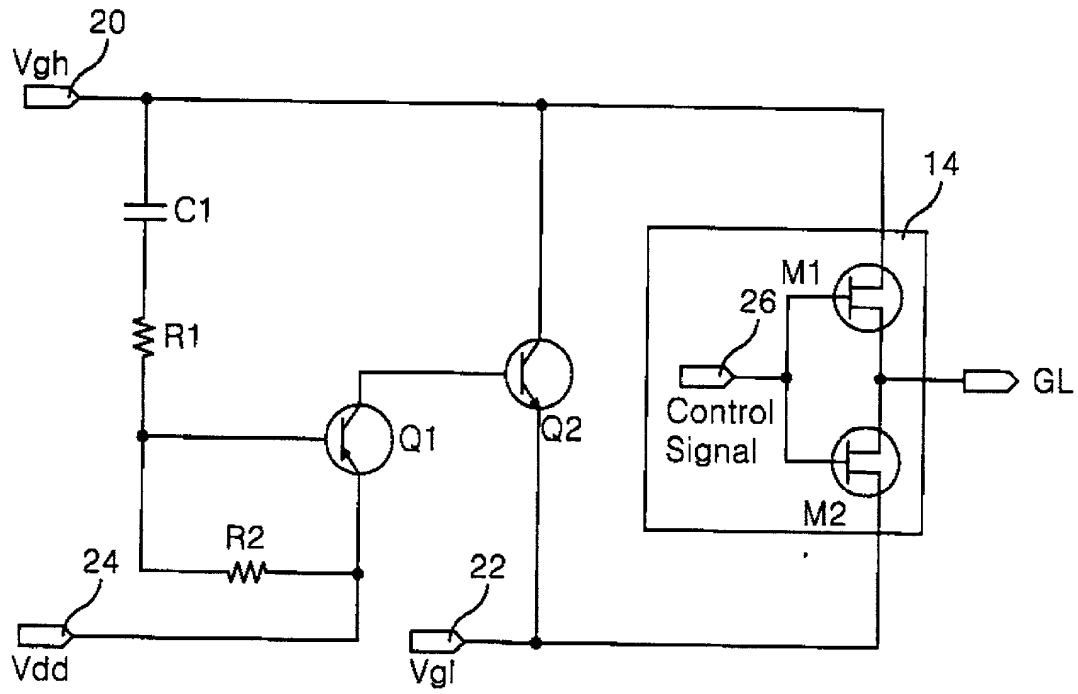 20
Vgh
C1
R1
Q1
Q2
R2
24
Vdd
22
Vgl
14
M1
26
Control
Signal
GL
M2